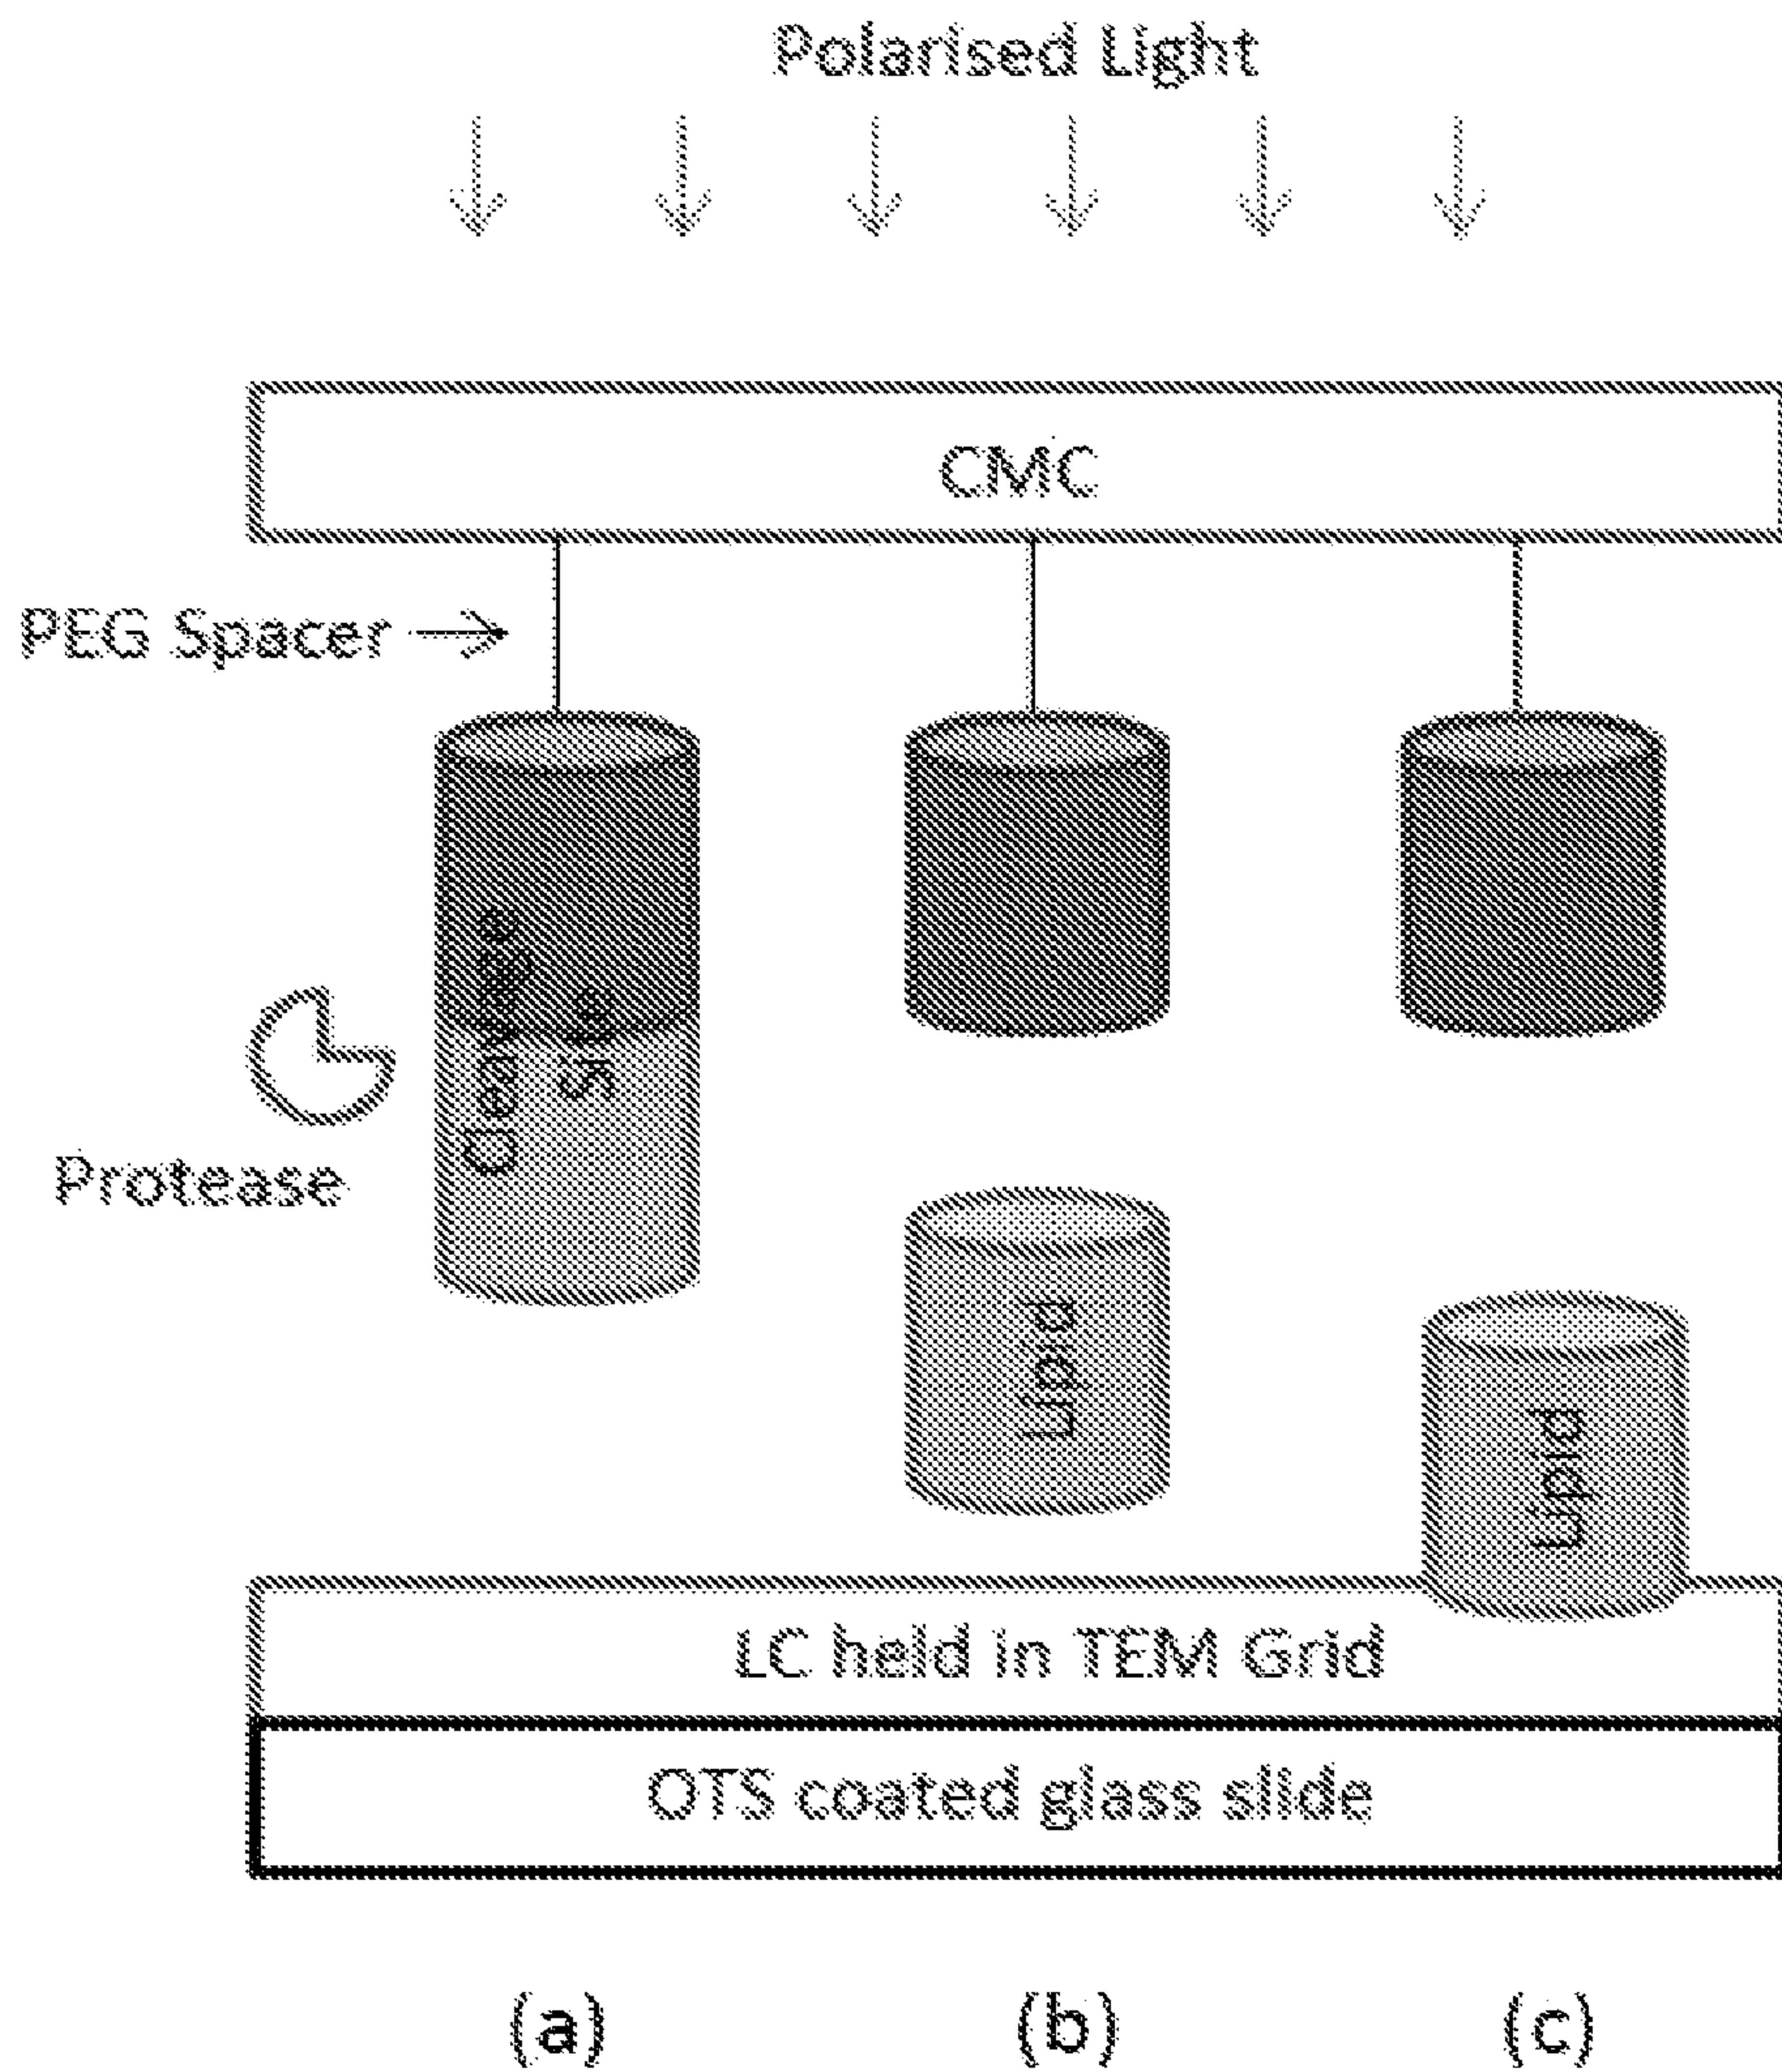 Polarised Light
CMC
PEG Spacer
Cleavage
Site
Protease
Lipid
Lipid
LC held in TEM Grid
OTS coated glass slide
(a)
(b)
(c)